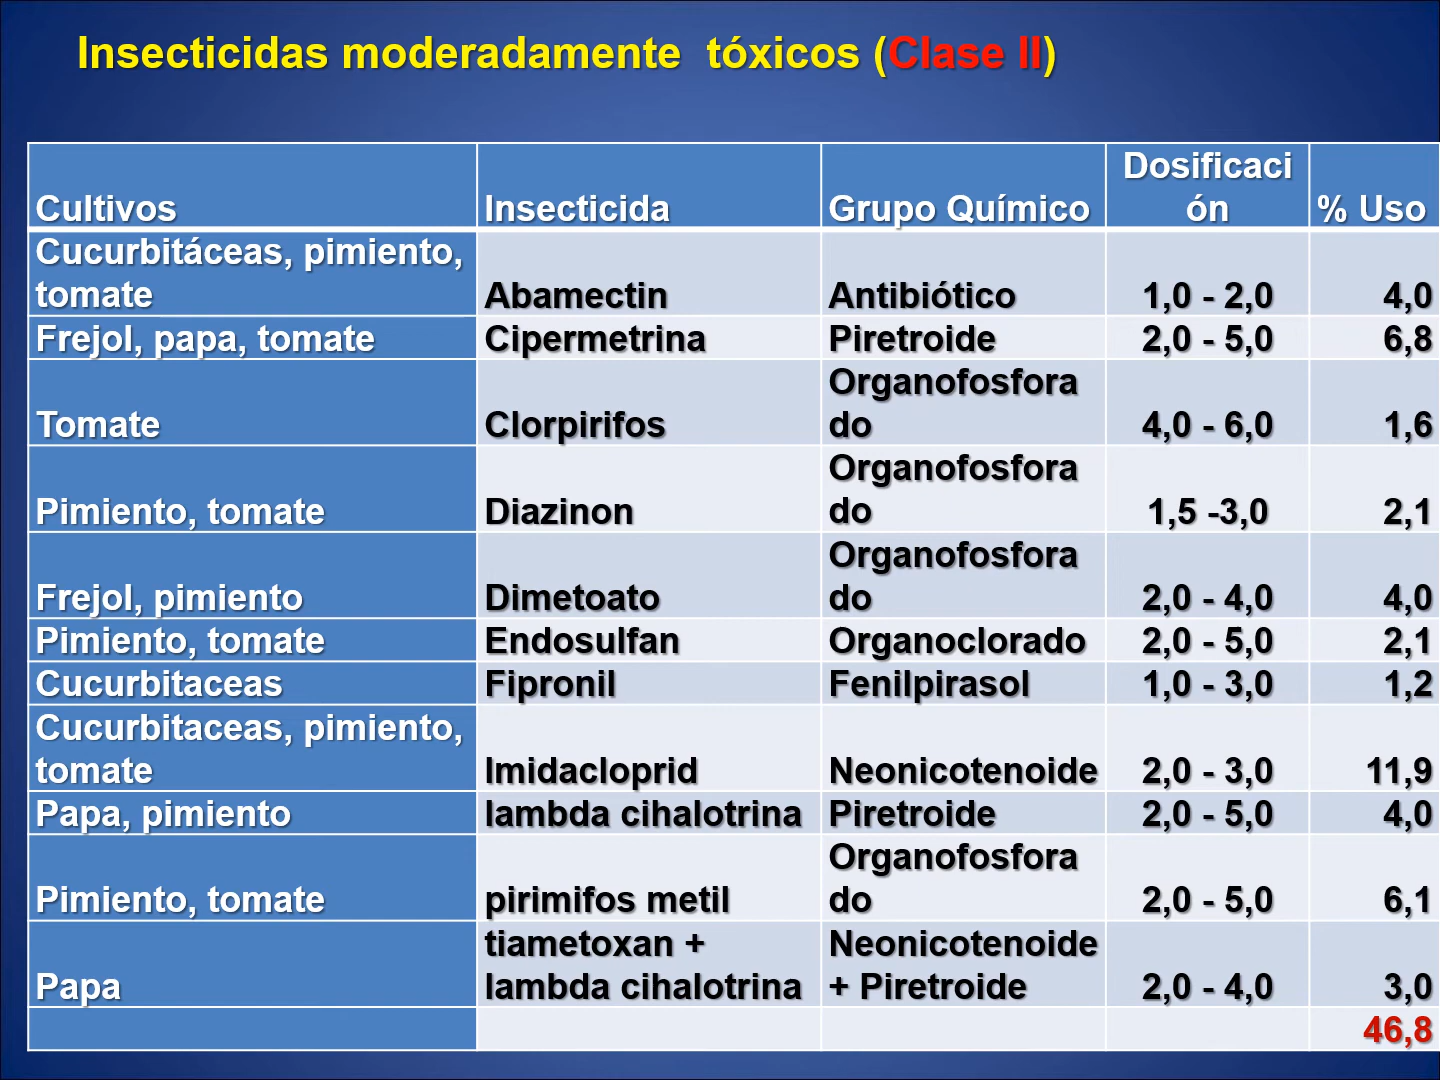 Insecticidas moderadamente tóxicos (Clase II)
Cultivos Insecticida Grupo Químico Dosificaci
ón % Uso
Cucurbitáceas, pimiento,
tomate Abamectin Antibiótico 1,0 - 2,0 4,0
Frejol, papa, tomate Cipermetrina Piretroide 2,0 - 5,0 6,8
Tomate Clorpirifos Organofosfora
do 4,0 - 6,0 1,6
Pimiento, tomate Diazinon Organofosfora
do 1,5 -3,0 2,1
Frejol, pimiento Dimetoato Organofosfora
do 2,0 - 4,0 4,0
Pimiento, tomate Endosulfan Organoclorado 2,0 - 5,0 2,1
Cucurbitaceas Fipronil Fenilpirasol 1,0 - 3,0 1,2
Cucurbitaceas, pimiento,
tomate Imidacloprid Neonicotenoide 2,0 - 3,0 11,9
Papa, pimiento lambda cihalotrina Piretroide 2,0 - 5,0 4,0
Pimiento, tomate pirimifos metil Organofosfora
do 2,0 - 5,0 6,1
Papa tiametoxan +
lambda cihalotrina Neonicotenoide
+ Piretroide 2,0 - 4,0 3,0
46,8